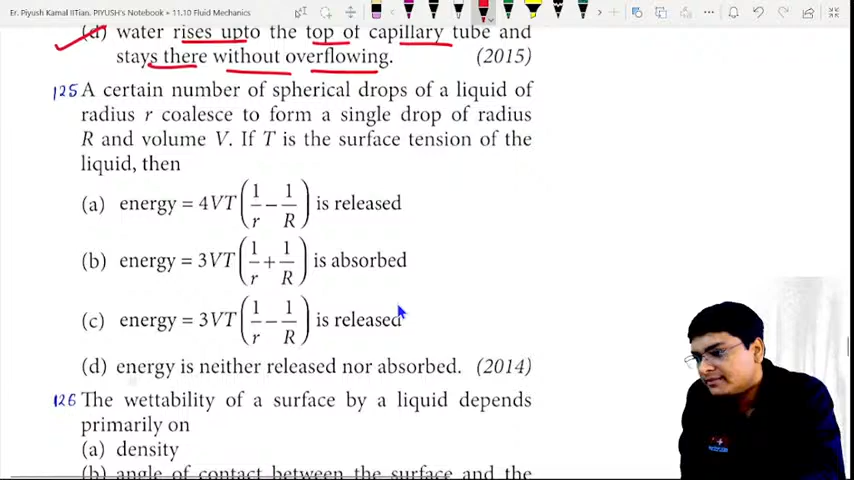 Er. Piyush Kamal IITian. PIYUSH's Notebook » 11.10 Fluid Mechanics
(d) water rises upto the top of capillary tube and
stays there without overflowing. (2015)
125 A certain number of spherical drops of a liquid of
radius r coalesce to form a single drop of radius
R and volume V. If T is the surface tension of the
liquid, then
(a) energy = 4VT (1/r − 1/R) is released
(b) energy = 3VT (1/r + 1/R) is absorbed
(c) energy = 3VT (1/r − 1/R) is released
(d) energy is neither released nor absorbed. (2014)
126 The wettability of a surface by a liquid depends
primarily on
(a) density
(b) angle of contact between the surface and the